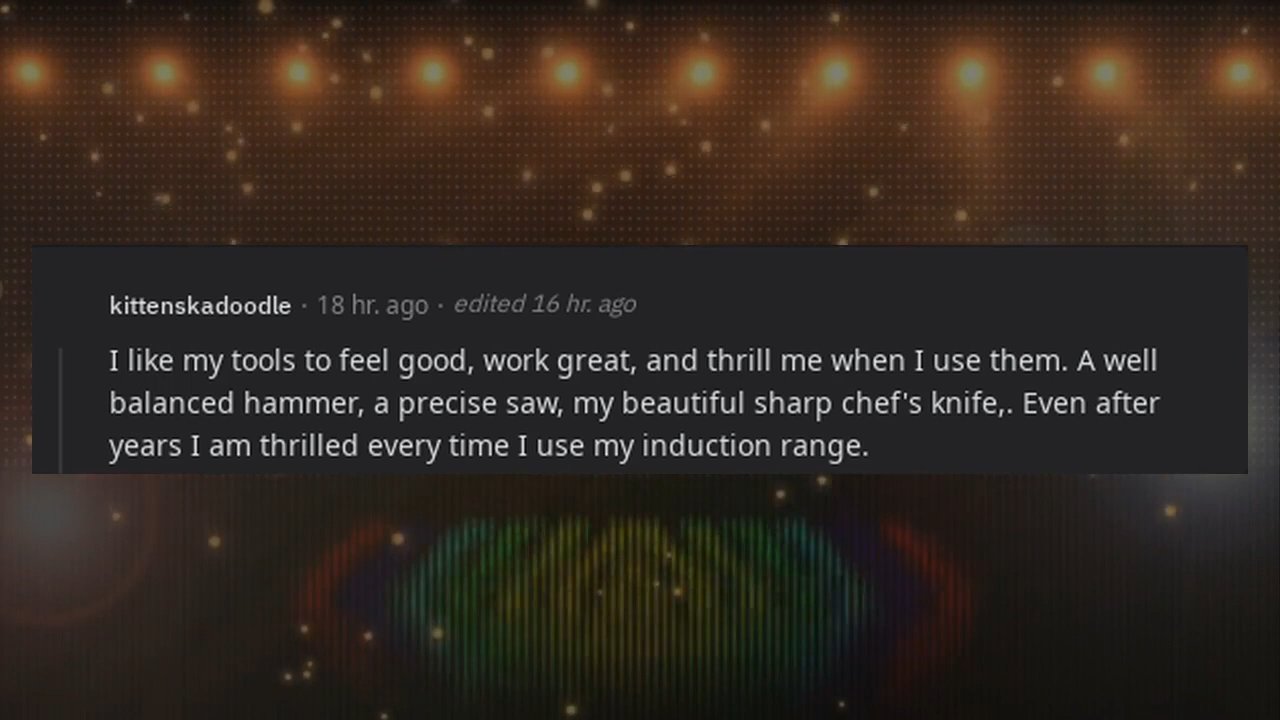 kittenskadoodle · 18 hr. ago · edited 16 hr. ago
I like my tools to feel good, work great, and thrill me when I use them. A well
balanced hammer, a precise saw, my beautiful sharp chef's knife,. Even after
years I am thrilled every time I use my induction range.